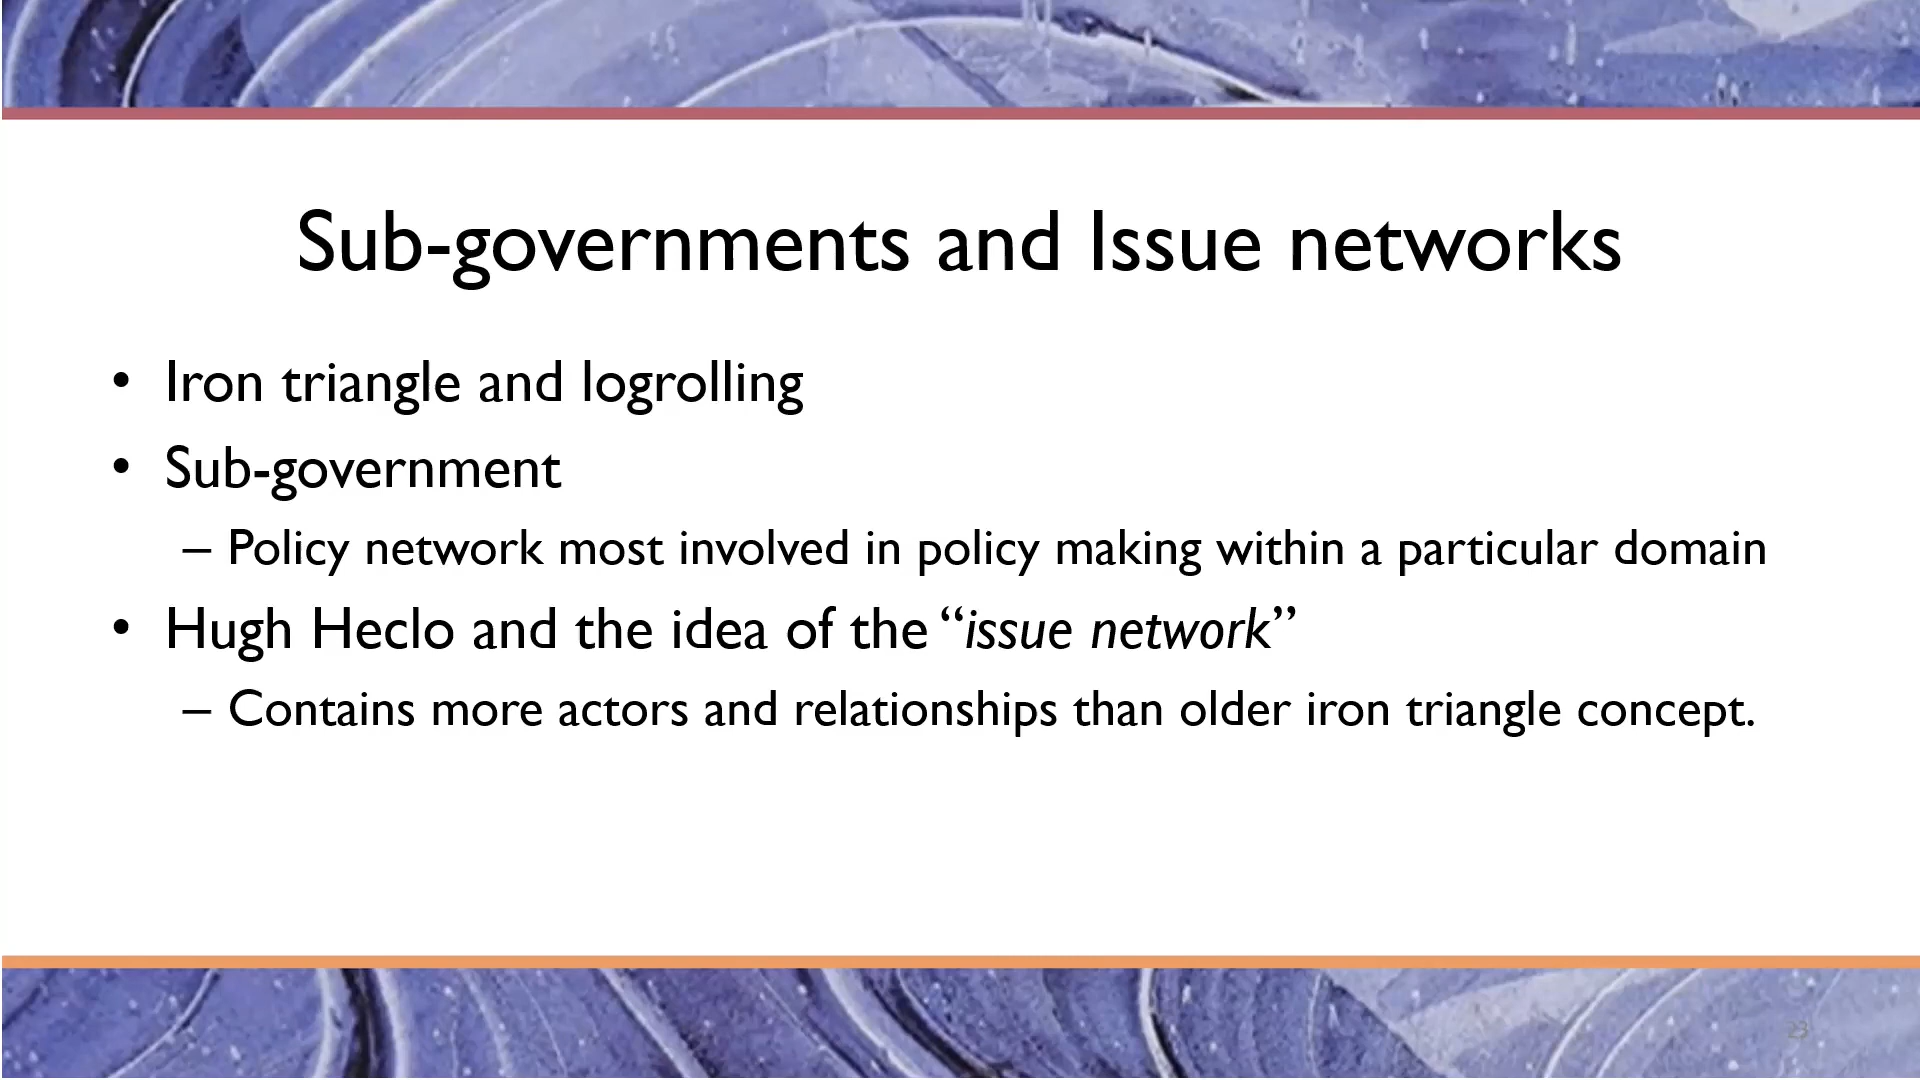 Sub-governments and Issue networks
• Iron triangle and logrolling
• Sub-government
– Policy network most involved in policy making within a particular domain
• Hugh Heclo and the idea of the “issue network”
– Contains more actors and relationships than older iron triangle concept.
23